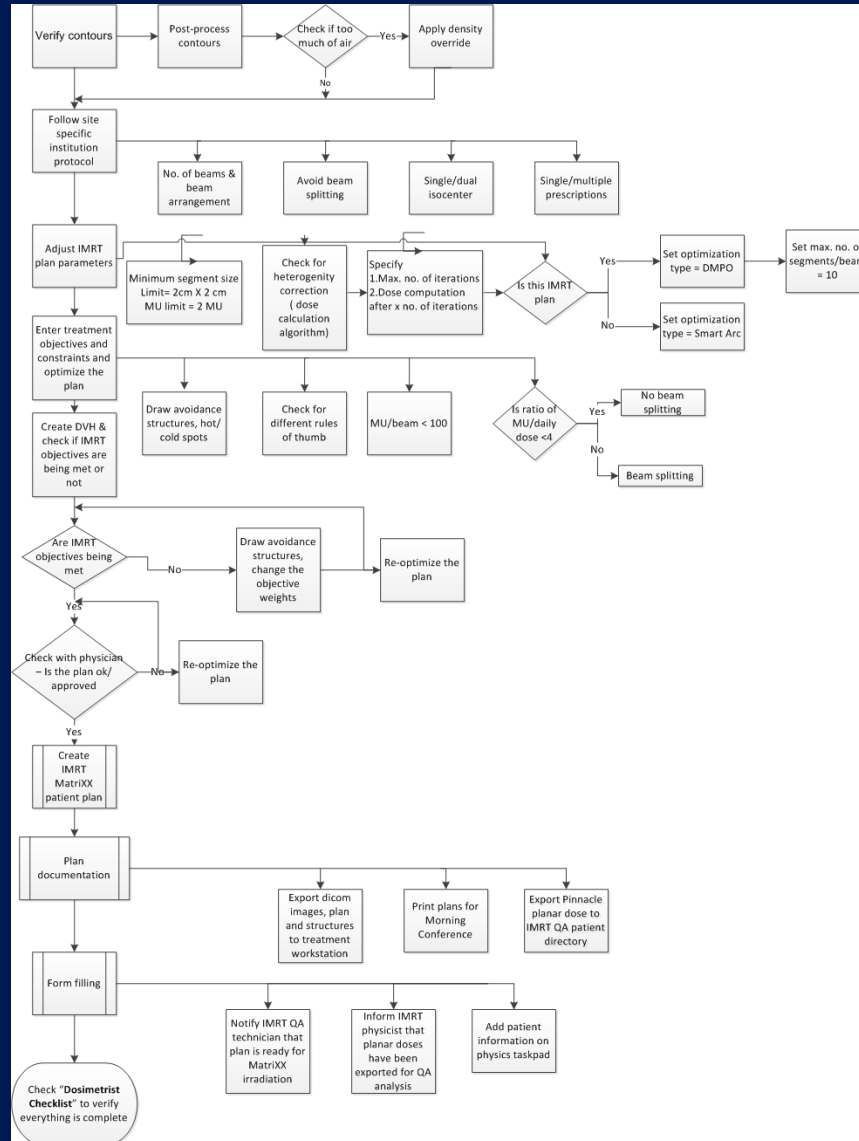 Verify contours
Post-process
contours
Check if too
much of air
Yes
Apply density
override
No
Follow site
specific
institution
protocol
No. of beams &
beam
arrangement
Avoid beam
splitting
Single/dual
isocenter
Single/multiple
prescriptions
Adjust IMRT
plan parameters
Minimum segment size
Limit= 2cm X 2 cm
MU limit = 2 MU
Check for
heterogenity
correction
( dose
calculation
algorithm)
Specify
1.Max. no. of iterations
2.Dose computation
after x no. of iterations
Is this IMRT
plan
Yes
Set optimization
type = DMPO
Set max. no. of
segments/beam
= 10
No
Set optimization
type = Smart Arc
Enter treatment
objectives and
constraints and
optimize the
plan
Draw avoidance
structures, hot/
cold spots
Check for
different rules
of thumb
MU/beam < 100
Is ratio of
MU/daily
dose <4
Yes
No beam
splitting
No
Beam splitting
Create DVH &
check if IMRT
objectives are
being met or
not
Are IMRT
objectives being
met
No
Draw avoidance
structures,
change the
objective
weights
Re-optimize the
plan
Yes
Check with physician
– Is the plan ok/
approved
No
Re-optimize the
plan
Yes
Create
IMRT
MatriXX
patient plan
Plan
documentation
Export dicom
images, plan
and structures
to treatment
workstation
Print plans for
Morning
Conference
Export Pinnacle
planar dose to
IMRT QA patient
directory
Form filling
Notify IMRT QA
technician that
plan is ready for
MatriXX
irradiation
Inform IMRT
physicist that
planar doses
have been
exported for QA
analysis
Add patient
information on
physics taskpad
Check “Dosimetrist
Checklist” to verify
everything is complete